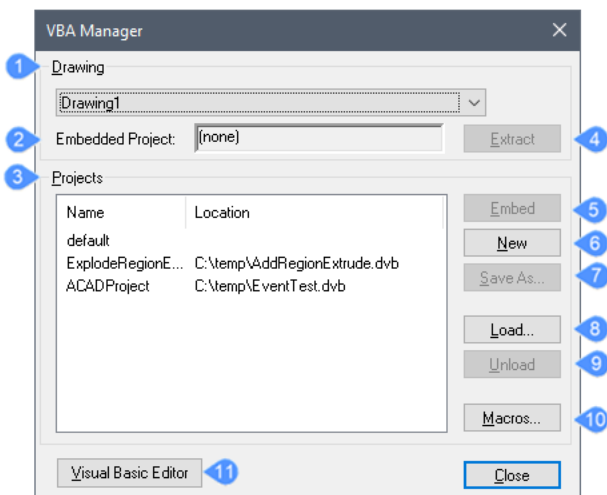 VBA Manager
1 Drawing
Drawing1
2 Embedded Project: (none) Extract 4
3 Projects
Name Location
Embed 5
default
New 6
ExplodeRegionE... C:\temp\AddRegionExtrude.dvb
ACADProject C:\temp\EventTest.dvb
Save As... 7
Load... 8
Unload 9
Macros... 10
Visual Basic Editor 11
Close